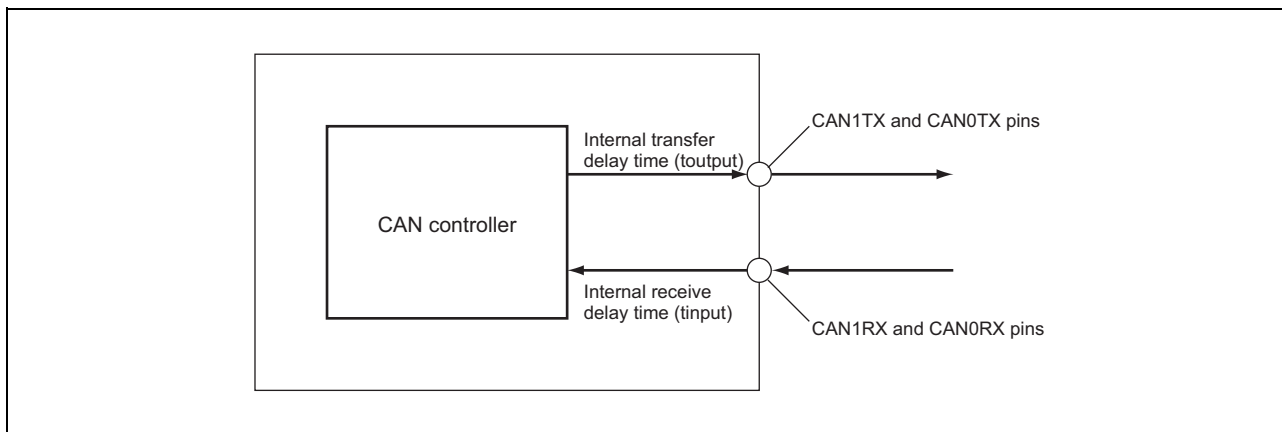 CAN controller
Internal transfer
delay time (toutput)
CAN1TX and CAN0TX pins
Internal receive
delay time (tinput)
CAN1RX and CAN0RX pins